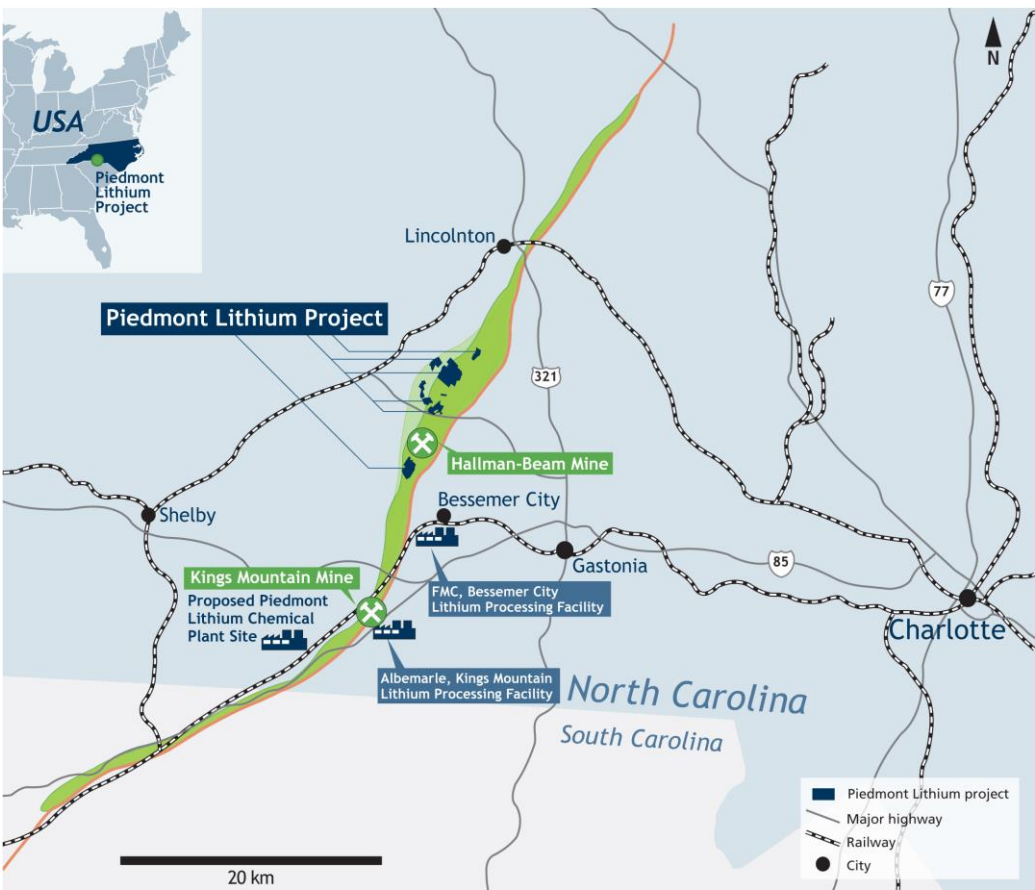 USA
Piedmont
Lithium
Project
N
Lincolnton
77
Piedmont Lithium Project
321
Hallman-Beam Mine
Bessemer City
Shelby
Gastonia
85
Kings Mountain Mine
FMC, Bessemer City
Lithium Processing Facility
Proposed Piedmont
Lithium Chemical
Plant Site
Charlotte
Albemarle, Kings Mountain
Lithium Processing Facility
North Carolina
South Carolina
Piedmont Lithium project
Major highway
Railway
City
20 km